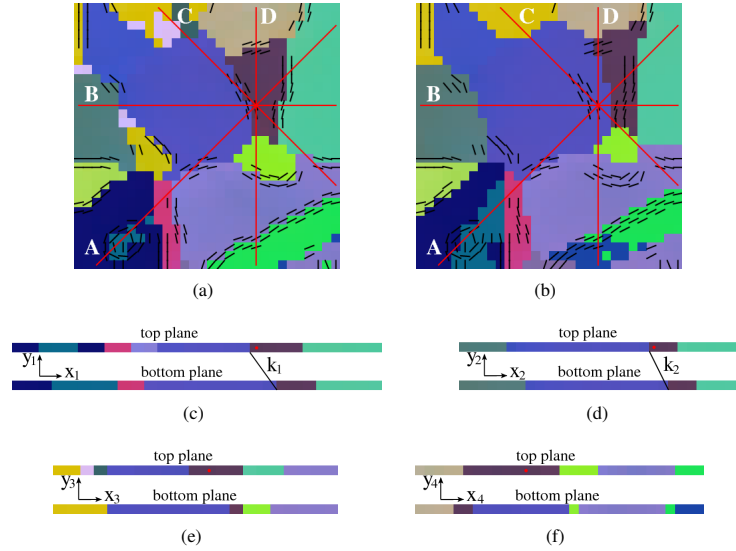 C D
B
A
(a)
C D
B
A
(b)
top plane
y1
x1
k1
bottom plane
(c)
top plane
y2
x2
k2
bottom plane
(d)
top plane
y3
x3
bottom plane
(e)
top plane
y4
x4
bottom plane
(f)